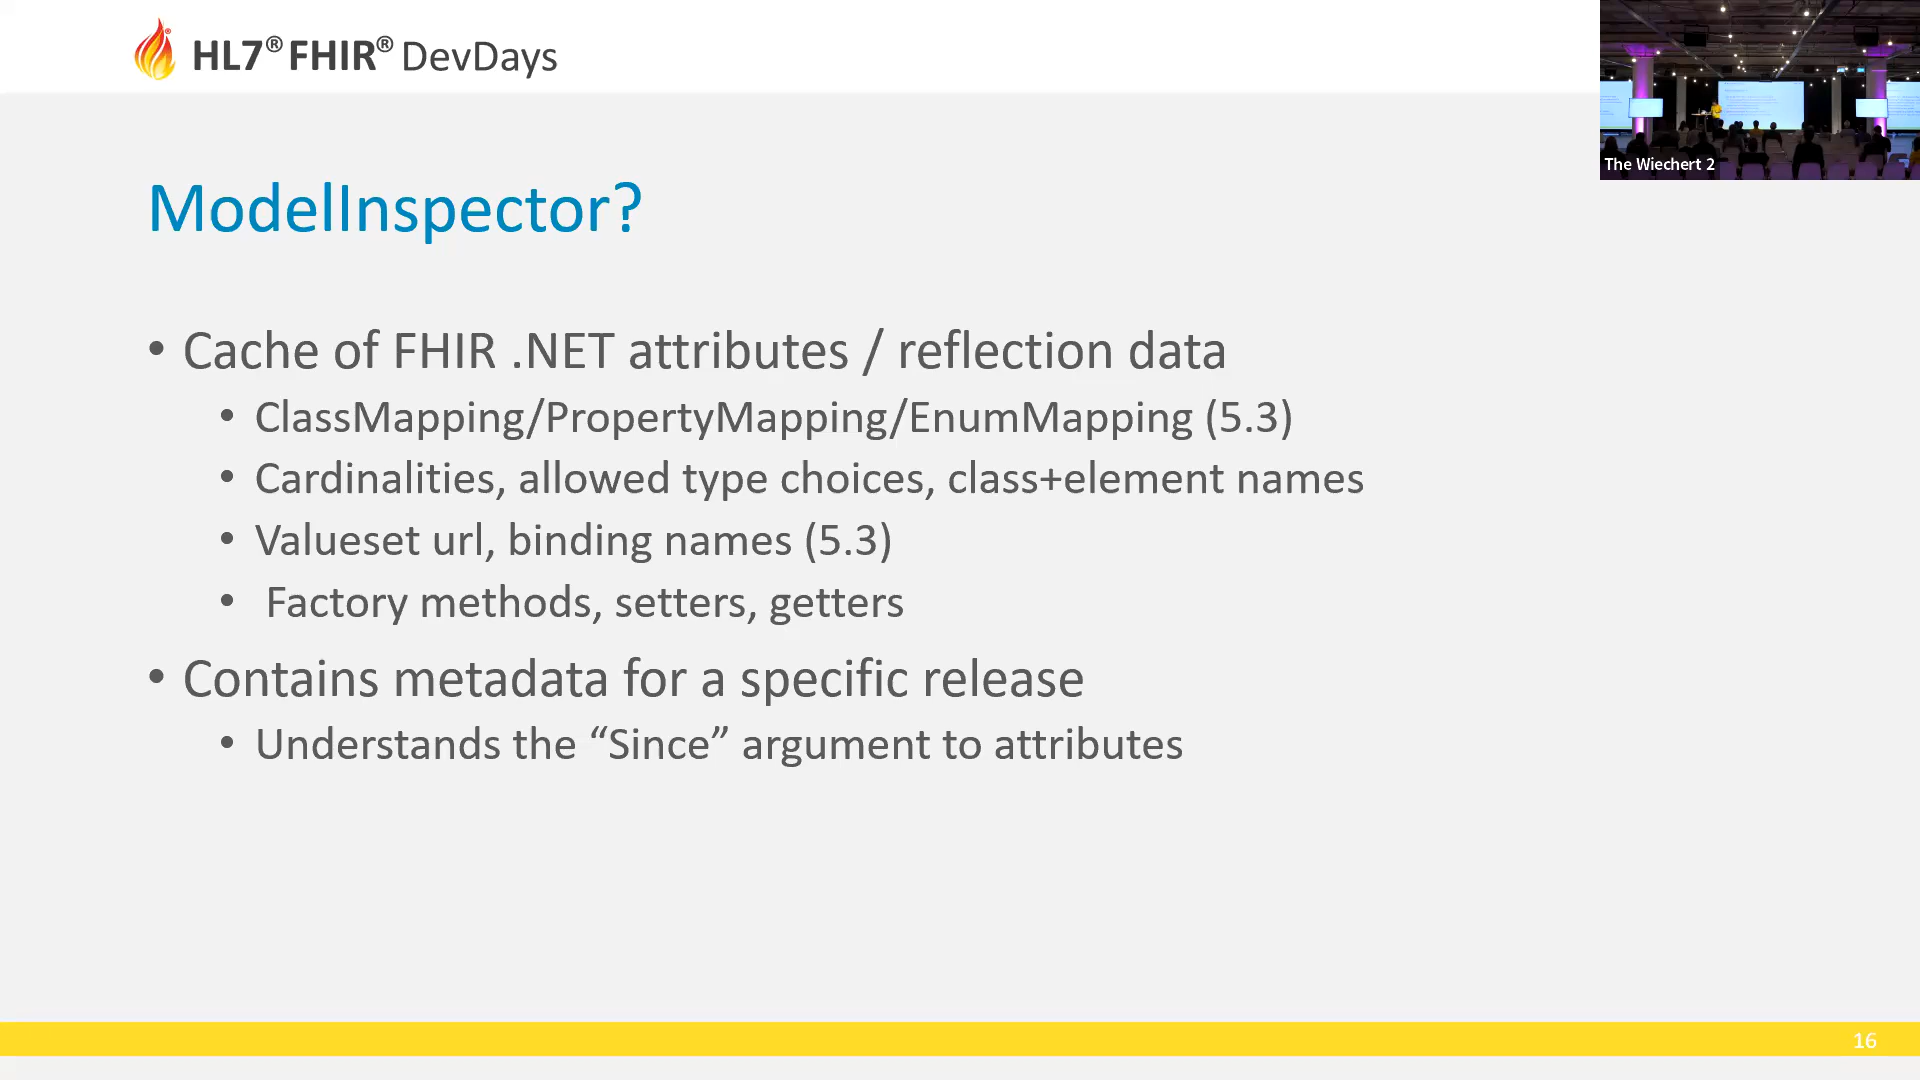 HL7® FHIR® DevDays
The Wiechert 2
ModelInspector?
• Cache of FHIR .NET attributes / reflection data
• ClassMapping/PropertyMapping/EnumMapping (5.3)
• Cardinalities, allowed type choices, class+element names
• Valueset url, binding names (5.3)
• Factory methods, setters, getters
• Contains metadata for a specific release
• Understands the “Since” argument to attributes
16